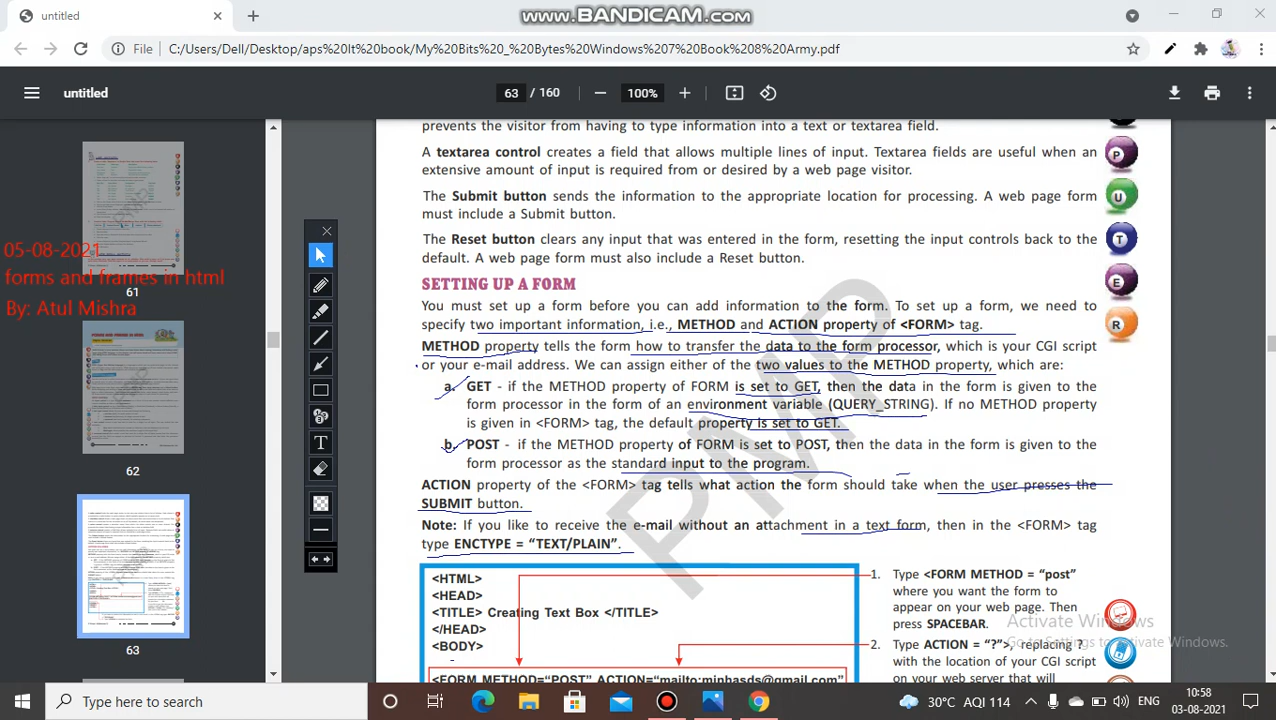 untitled
www.BANDICAM.com
File
C:/Users/Dell/Desktop/aps%20It%20book/My%20Bits%20_%20Bytes%20Windows%207%20Book%208%20Army.pdf
untitled
63 / 160
100%
05-08-2021
forms and frames in html
By: Atul Mishra
61
62
63
prevents the visitor from having to type information into a text or textarea field.
A textarea control creates a field that allows multiple lines of input. Textarea fields are useful when an
extensive amount of input is required from or desired by a web page visitor.
The Submit button sends the information to the appropriate location for processing. A web page form
must include a Submit button.
The Reset button clears any input that was entered in the form, resetting the input controls back to the
default. A web page form must also include a Reset button.
SETTING UP A FORM
You must set up a form before you can add information to the form. To set up a form, we need to
specify two important information, i.e., METHOD and ACTION property of <FORM> tag.
METHOD property tells the form how to transfer the data to the form processor, which is your CGI script
or your e-mail address. We can assign either of the two values to the METHOD property, which are:
a. GET - if the METHOD property of FORM is set to GET, then the data in the form is given to the
form processor in the form of an environment variable (QUERY_STRING). If no METHOD property
is given in <FORM> tag, the default property is set to GET.
b. POST - if the METHOD property of FORM is set to POST, then the data in the form is given to the
form processor as the standard input to the program.
ACTION property of the <FORM> tag tells what action the form should take when the user presses the
SUBMIT button.
Note: If you like to receive the e-mail without an attachment in a text form, then in the <FORM> tag
type ENCTYPE = “TEXT/PLAIN”.
<HTML>
<HEAD>
<TITLE> Creating Text Box </TITLE>
</HEAD>
<BODY>
<FORM METHOD=“POST” ACTION=“mailto:minhasds@gmail.com”
1. Type <FORM METHOD = “post”
where you want the form to
appear on your web page. Then
press SPACEBAR.
2. Type ACTION = “?”>, replacing ?
with the location of your CGI script
on your web server that will
P
U
T
E
R
T
Activate Windows
Go to Settings to Activate Windows.
Type here to search
30°C AQI 114
ENG
10:58
03-08-2021